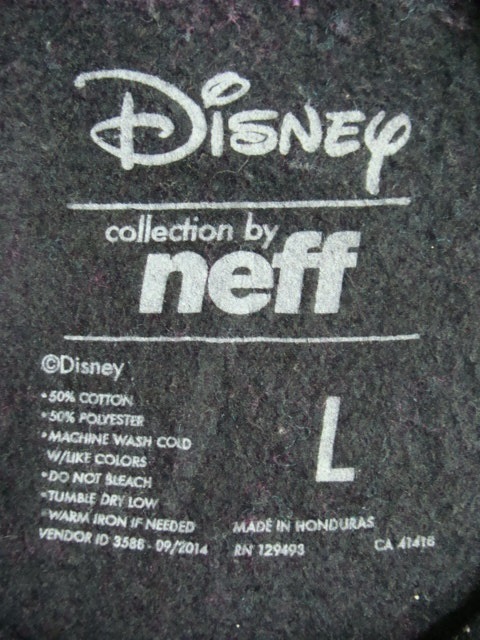 Disney
collection by
neff
©Disney
• 50% COTTON
• 50% POLYESTER
• MACHINE WASH COLD
W/LIKE COLORS
• DO NOT BLEACH
• TUMBLE DRY LOW
• WARM IRON IF NEEDED
VENDOR ID 3588 - 09/2014
L
MADE IN HONDURAS
RN 129493 CA 41416